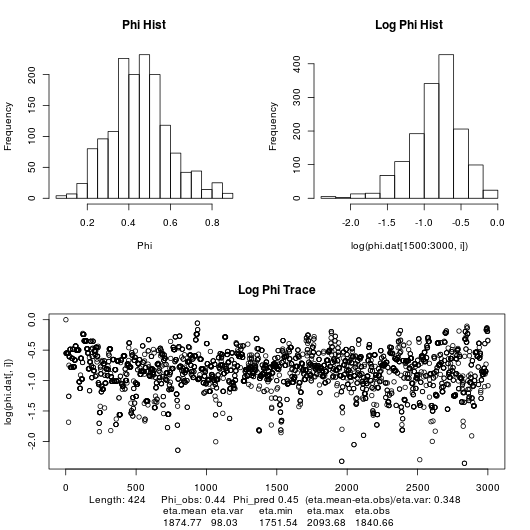 Phi Hist
Log Phi Hist
Frequency
0 50 100 150 200
0.2 0.4 0.6 0.8
Phi
Frequency
0 100 200 300 400
-2.0 -1.5 -1.0 -0.5 0.0
log(phi.dat[1500:3000, i])
Log Phi Trace
log(phi.dat[, i])
0.0 -0.5 -1.0 -1.5 -2.0
0 500 1000 1500 2000 2500 3000
Length: 424 Phi_obs: 0.44 Phi_pred 0.45 (eta.mean-eta.obs)/eta.var: 0.348
eta.mean eta.var eta.min eta.max eta.obs
1874.77 98.03 1751.54 2093.68 1840.66